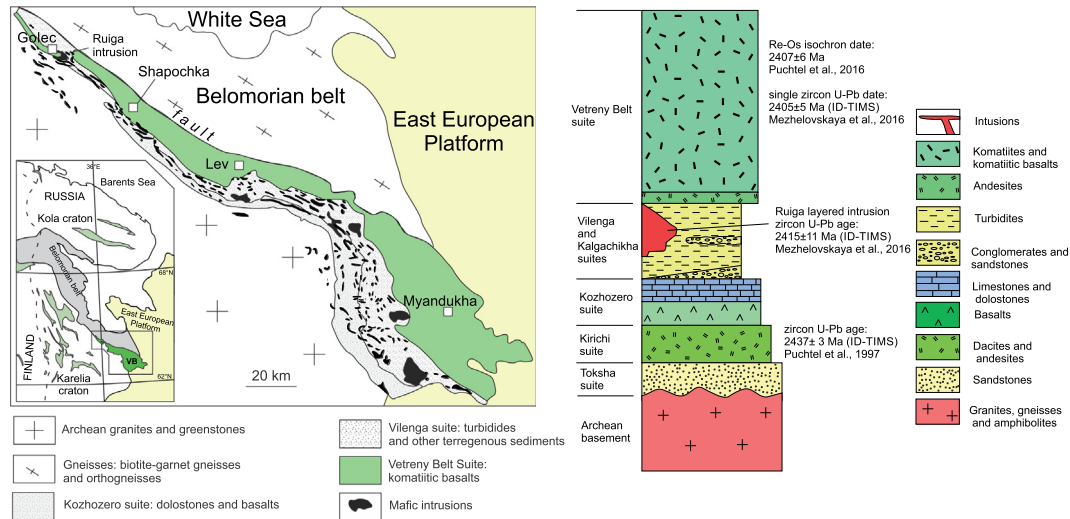 White Sea
Golec
Ruiga
intrusion
Shapochka
Belomorian belt
fault
East European
Platform
Lev
Myandukha
20 km
36°E
Barents Sea
RUSSIA
Kola craton
Belomorian belt
68°N
East European
Platform
FINLAND
VB
Karelia
craton
62°N
Archean granites and greenstones
Gneisses: biotite-garnet gneisses
and orthogneisses
Kozhozero suite: dolostones and basalts
Vilenga suite: turbidides
and other terregenous sediments
Vetreny Belt Suite:
komatiitic basalts
Mafic intrusions
Vetreny Belt
suite
Vilenga
and
Kalgachikha
suites
Kozhozero
suite
Kirichi
suite
Toksha
suite
Archean
basement
Re-Os isochron date:
2407±6 Ma
Puchtel et al., 2016
single zircon U-Pb date:
2405±5 Ma (ID-TIMS)
Mezhelovskaya et al., 2016
Ruiga layered intrusion
zircon U-Pb age:
2415±11 Ma (ID-TIMS)
Mezhelovskaya et al., 2016
zircon U-Pb age:
2437± 3 Ma (ID-TIMS)
Puchtel et al., 1997
Intusions
Komatiites and
komatiitic basalts
Andesites
Turbidites
Conglomerates and
sandstones
Limestones and
dolostones
Basalts
Dacites and
andesites
Sandstones
Granites, gneisses
and amphibolites